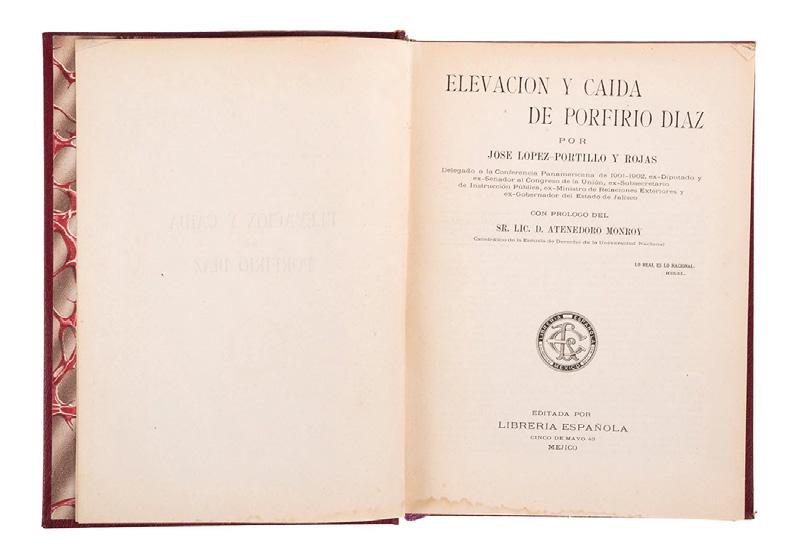 ELEVACION Y CAIDA
DE PORFIRIO DIAZ
POR
JOSE LOPEZ-PORTILLO Y ROJAS
Delegado a la Conferencia Panamericana de 1901-1902, ex-Diputado y
ex-Senador al Congreso de la Unión, ex-Subsecretario
de Instrucción Pública, ex-Ministro de Relaciones Exteriores y
ex-Gobernador del Estado de Jalisco
CON PROLOGO DEL
SR. LIC. D. ATENEDORO MONROY
Catedrático de la Escuela de Derecho de la Universidad Nacional
LO REAL ES LO RACIONAL.
HEGEL.
LIBRERIA ESPAÑOLA
MEXICO
EDITADA POR
LIBRERIA ESPAÑOLA
CINCO DE MAYO 43
MEJICO